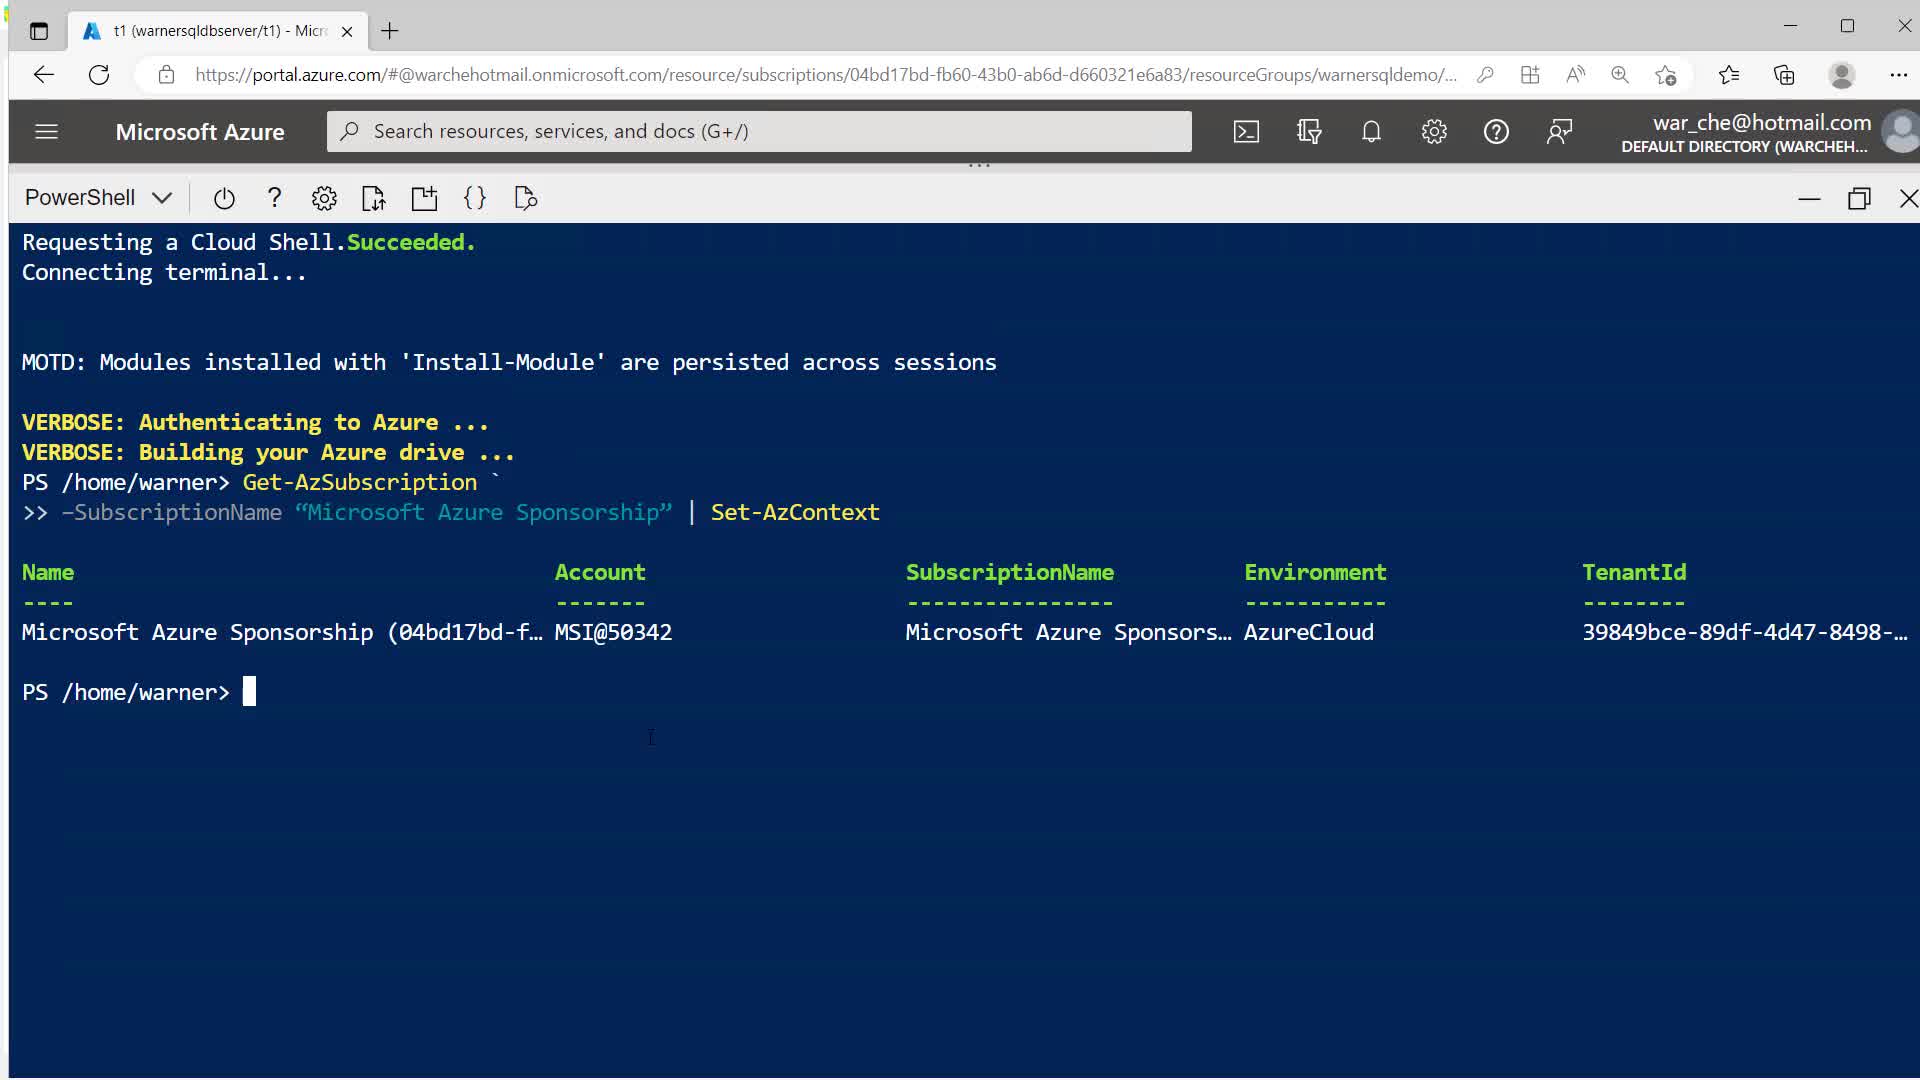 t1 (warnersqldbserver/t1) - Micr
https://portal.azure.com/#@warchehotmail.onmicrosoft.com/resource/subscriptions/04bd17bd-fb60-43b0-ab6d-d660321e6a83/resourceGroups/warnersqldemo/...
Microsoft Azure
Search resources, services, and docs (G+/)
war_che@hotmail.com
DEFAULT DIRECTORY (WARCHEH...
PowerShell
Requesting a Cloud Shell.Succeeded.
Connecting terminal...
MOTD: Modules installed with 'Install-Module' are persisted across sessions
VERBOSE: Authenticating to Azure ...
VERBOSE: Building your Azure drive ...
PS /home/warner> Get-AzSubscription `
>> –SubscriptionName “Microsoft Azure Sponsorship” | Set-AzContext
Name Account SubscriptionName Environment TenantId
---- ------- ---------------- ----------- --------
Microsoft Azure Sponsorship (04bd17bd-f… MSI@50342 Microsoft Azure Sponsors… AzureCloud 39849bce-89df-4d47-8498-…
PS /home/warner>